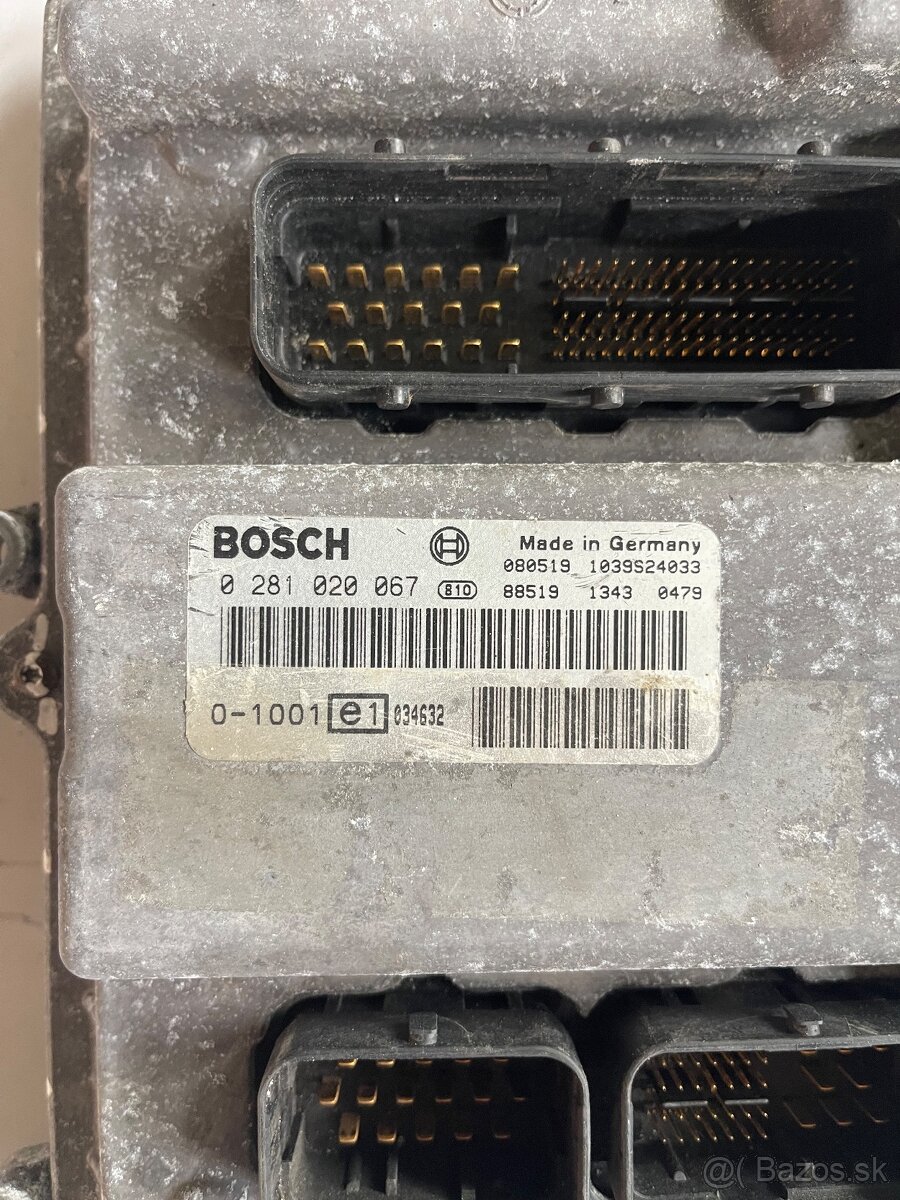 BOSCH Made in Germany
080519 1039S24033
0 281 020 067 810 88519 1343 0479
0-1001 e1 034632
@( Bazos.sk